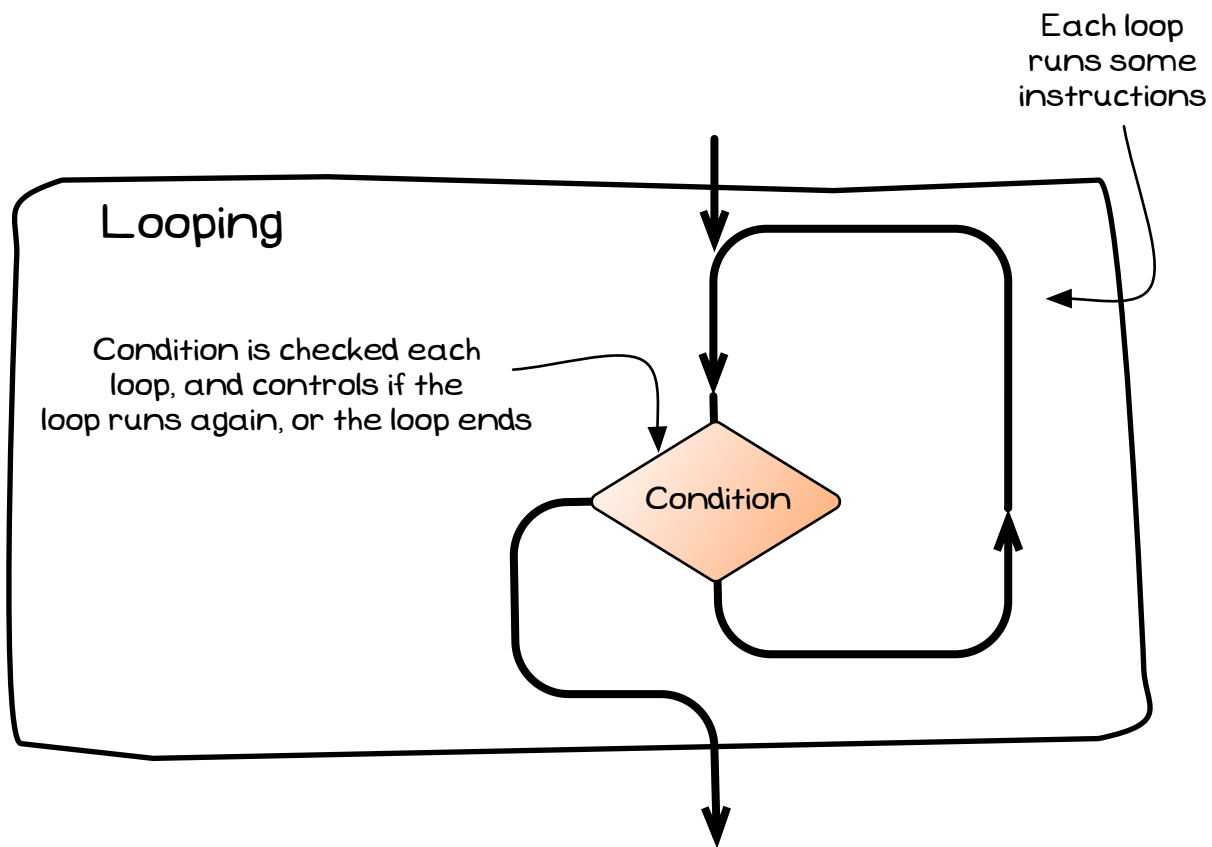 Each loop
runs some
instructions
Looping
Condition is checked each
loop, and controls if the
loop runs again, or the loop ends
Condition